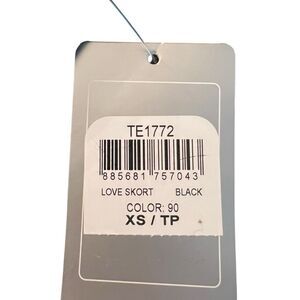 TE1772
885681 757043
LOVE SKORT BLACK
COLOR: 90
XS / TP